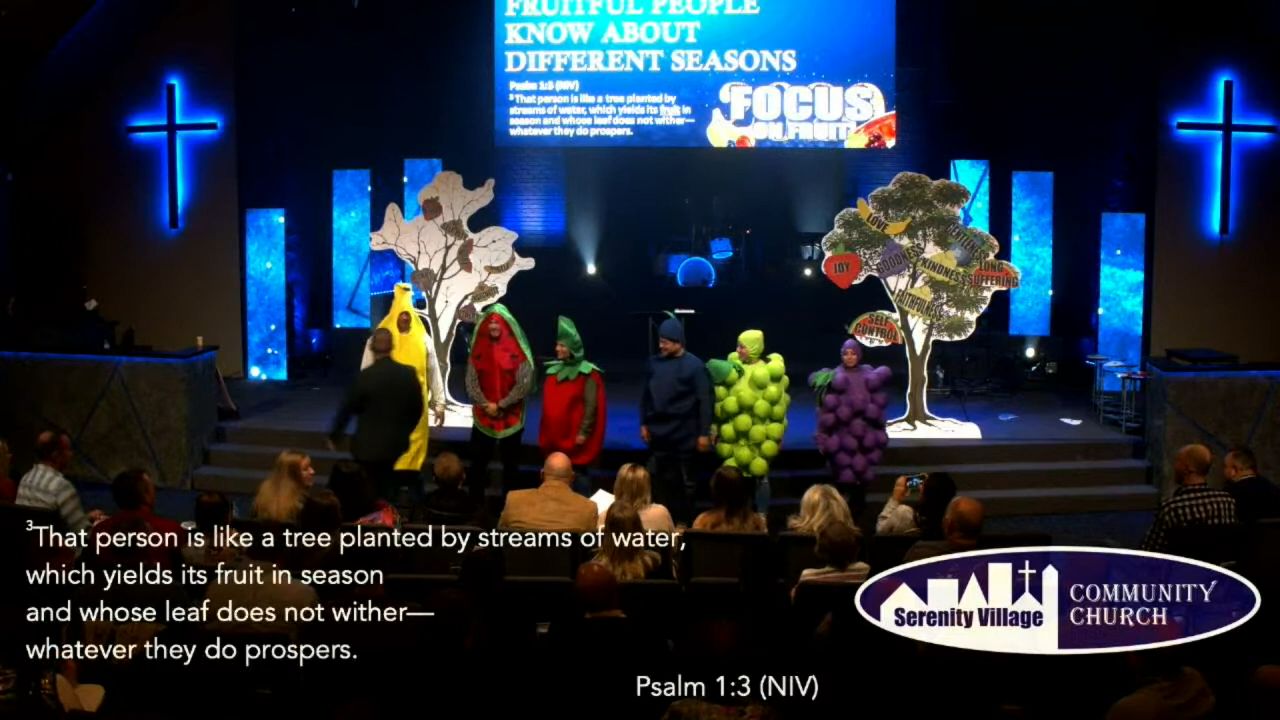 FRUITFUL PEOPLE
KNOW ABOUT
DIFFERENT SEASONS
Psalm 1:3 (NIV)
³That person is like a tree planted by
streams of water, which yields its fruit in
season and whose leaf does not wither—
whatever they do prospers.
FOCUS
ON FRUIT
LOVE
JOY
GOODNESS
KINDNESS
LONG
SUFFERING
FAITHFULNESS
SELF
CONTROL
³That person is like a tree planted by streams of water,
which yields its fruit in season
and whose leaf does not wither—
whatever they do prospers.
Psalm 1:3 (NIV)
Serenity Village
COMMUNITY
CHURCH